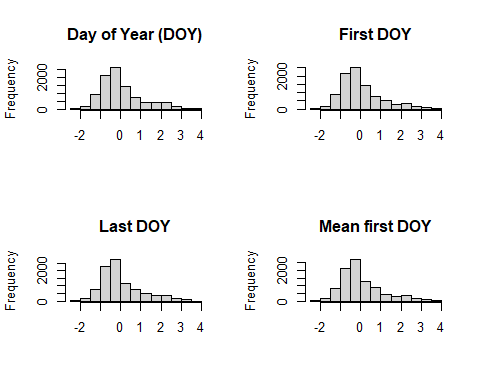 Day of Year (DOY)
Frequency
0 2000
-2 0 1 2 3 4
First DOY
Frequency
0 2000
-2 0 1 2 3 4
Last DOY
Frequency
0 2000
-2 0 1 2 3 4
Mean first DOY
Frequency
0 2000
-2 0 1 2 3 4